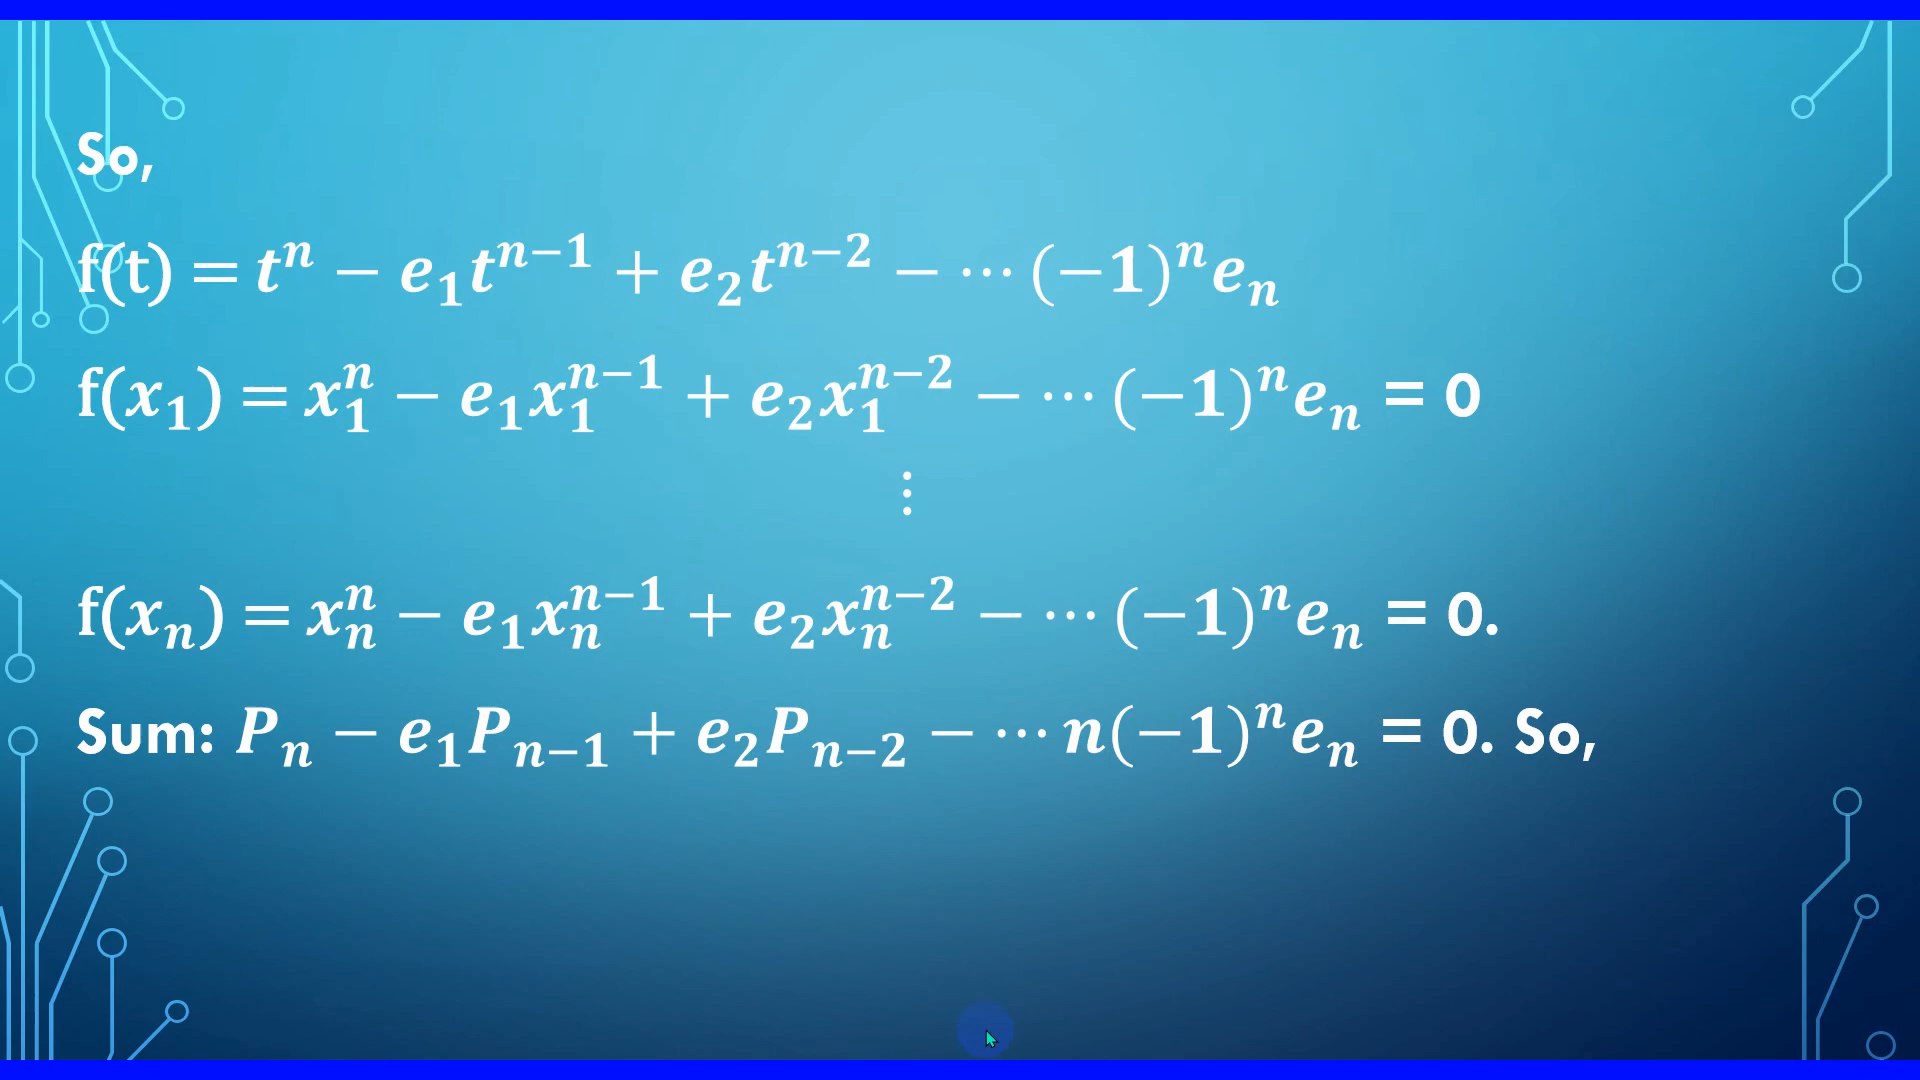 So,
f(t) = tⁿ − e₁tⁿ⁻¹ + e₂tⁿ⁻² − ⋯ (−1)ⁿeₙ
f(x₁) = x₁ⁿ − e₁x₁ⁿ⁻¹ + e₂x₁ⁿ⁻² − ⋯ (−1)ⁿeₙ = 0
⋮
f(xₙ) = xₙⁿ − e₁xₙⁿ⁻¹ + e₂xₙⁿ⁻² − ⋯ (−1)ⁿeₙ = 0.
Sum: Pₙ − e₁Pₙ₋₁ + e₂Pₙ₋₂ − ⋯ n(−1)ⁿeₙ = 0. So,